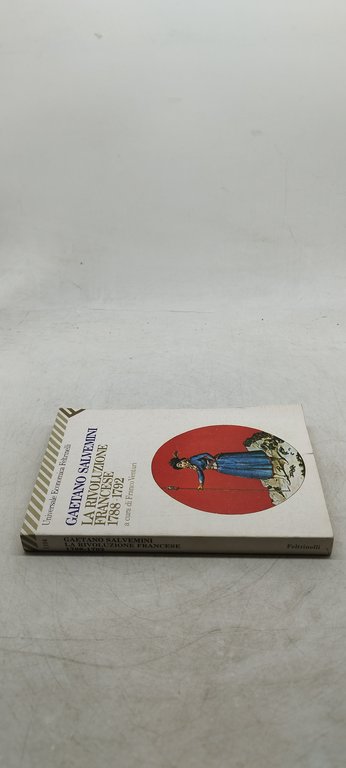 Universale Economica Feltrinelli
GAETANO SALVEMINI
LA RIVOLUZIONE
FRANCESE
1788-1792
a cura di Franco Venturi
GAETANO SALVEMINI
LA RIVOLUZIONE FRANCESE
1788-1792
Feltrinelli